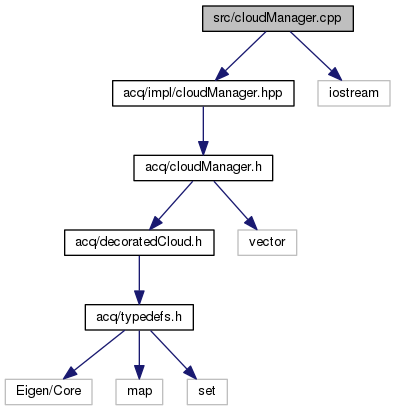 src/cloudManager.cpp
acq/impl/cloudManager.hpp
iostream
acq/cloudManager.h
acq/decoratedCloud.h
vector
acq/typedefs.h
Eigen/Core
map
set